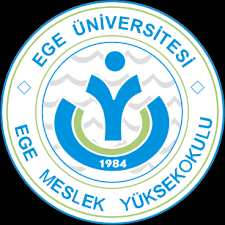 EGE ÜNİVERSİTESİ
1984
EGE MESLEK YÜKSEKOKULU